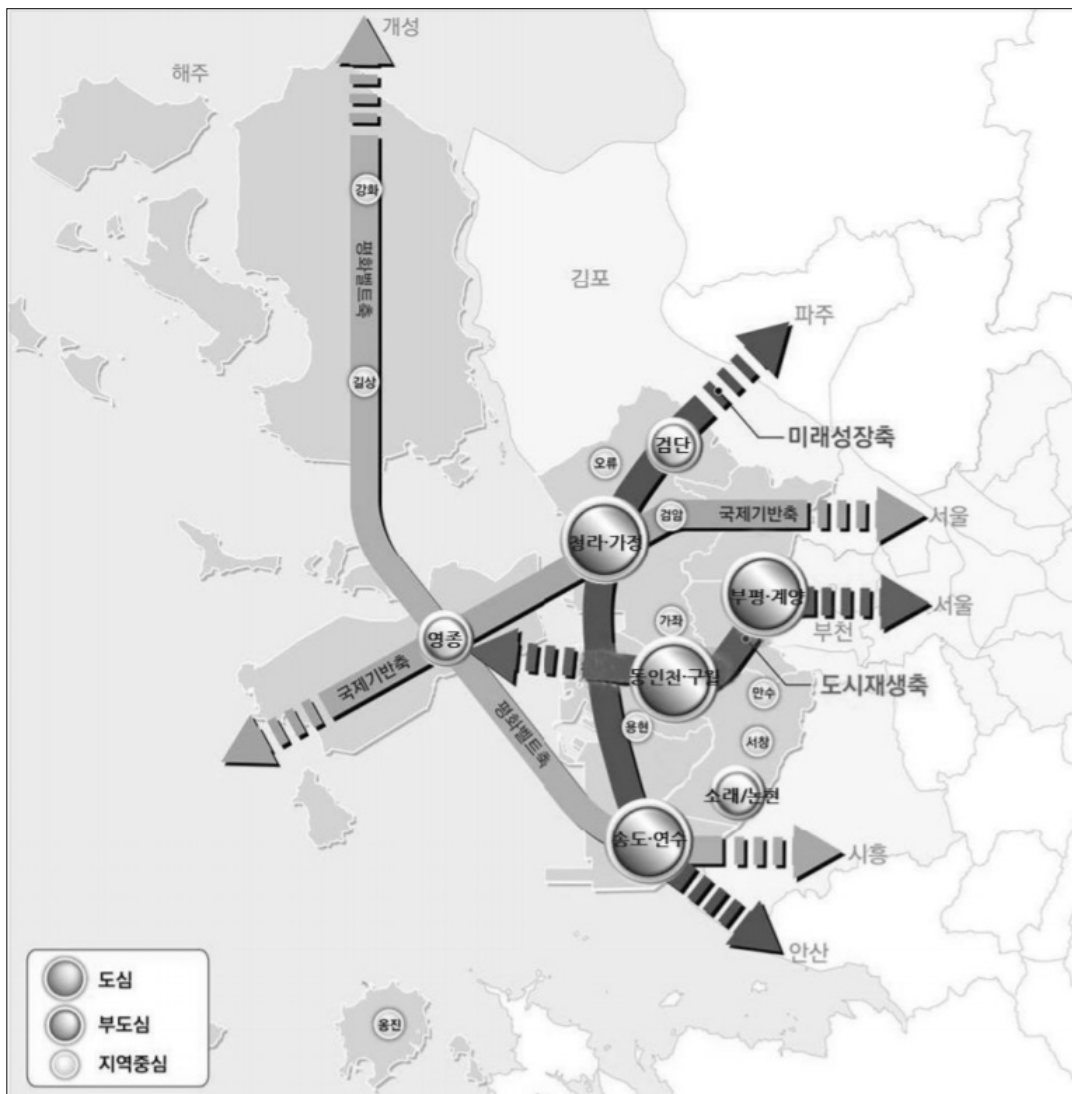 개성
해주
강화
평화벨트축
김포
파주
길상
미래성장축
검단
오류
검암
국제기반축
서울
청라·가정
부평·계양
서울
부천
가좌
영종
동인천·구월
도시재생축
국제기반축
만수
평화벨트축
용현
서창
소래/논현
송도·연수
시흥
안산
도심
부도심
지역중심
옹진